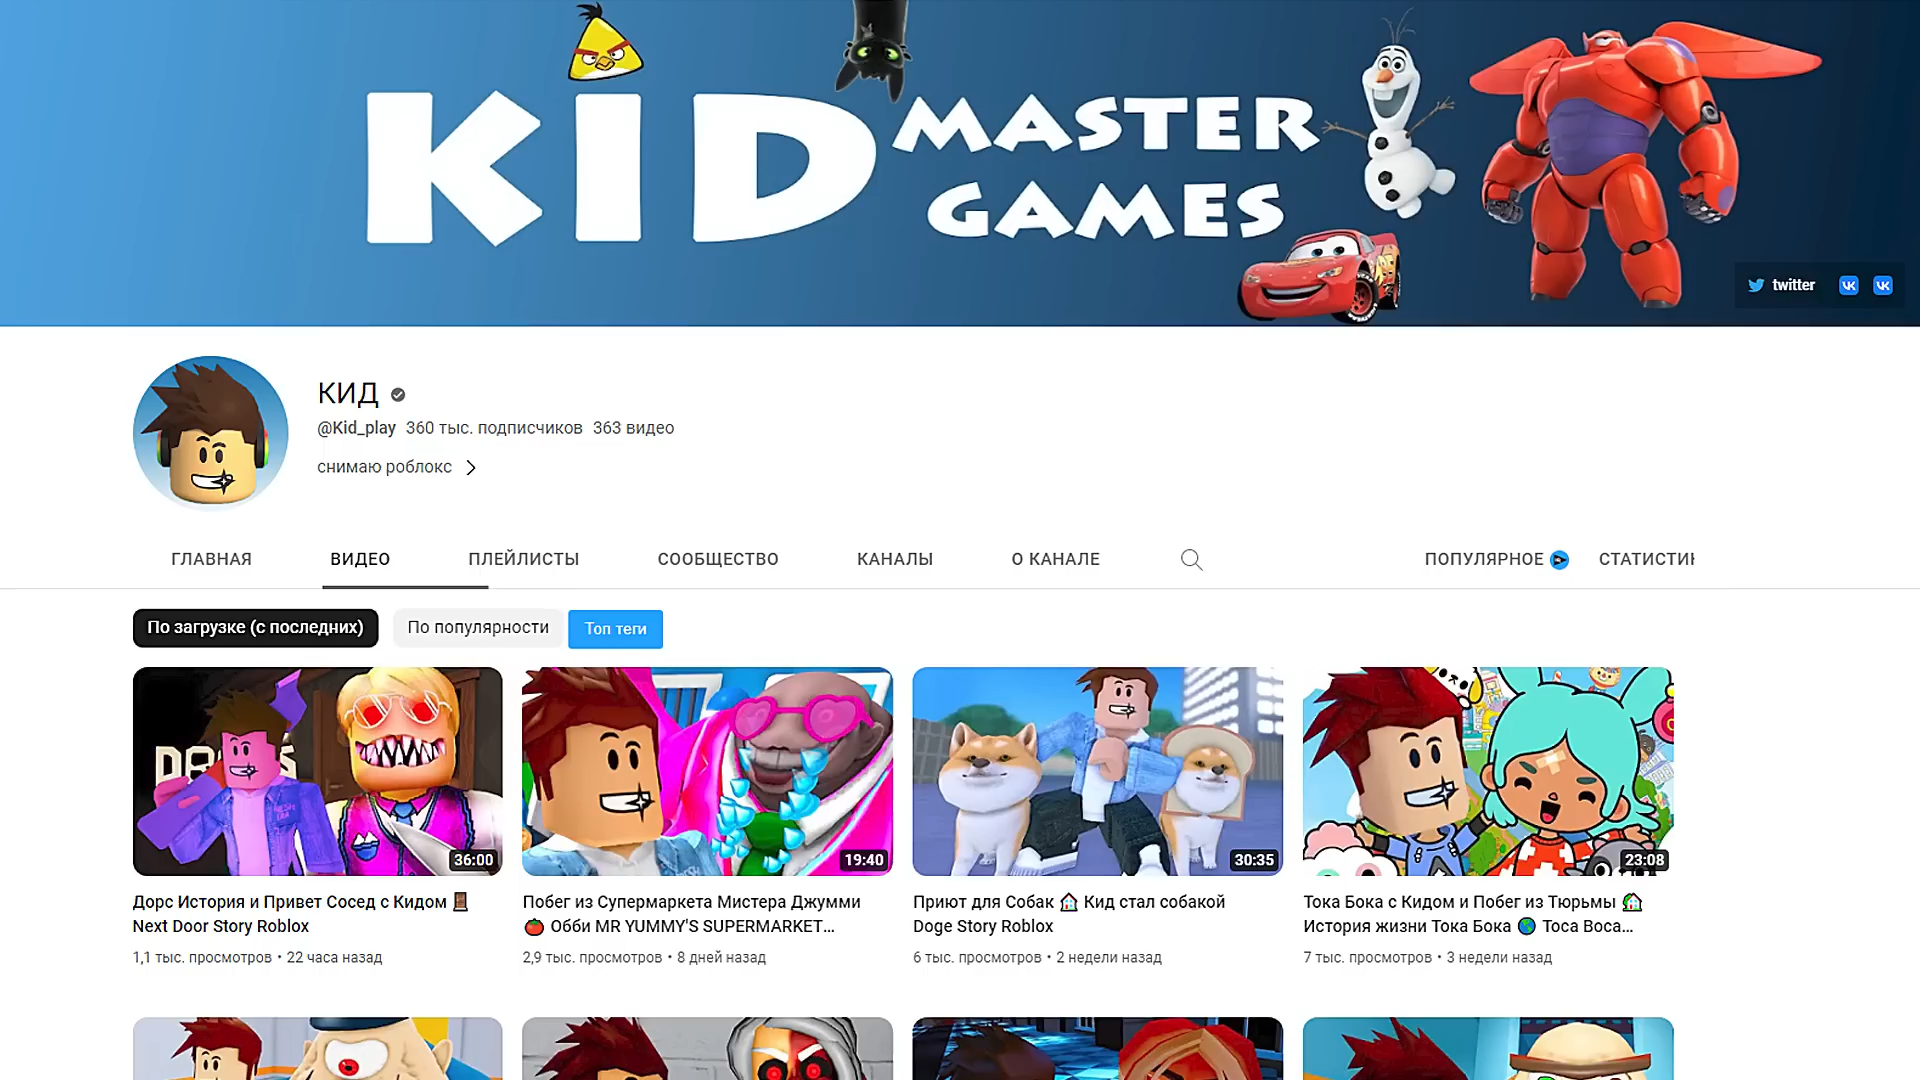 KID MASTER
GAMES
twitter
КИД
@Kid_play 360 тыс. подписчиков 363 видео
снимаю роблокс
ГЛАВНАЯ ВИДЕО ПЛЕЙЛИСТЫ СООБЩЕСТВО КАНАЛЫ О КАНАЛЕ ПОПУЛЯРНОЕ СТАТИСТИК
По загрузке (с последних) По популярности Топ теги
36:00 19:40 30:35 23:08
Дорс История и Привет Сосед с Кидом
Next Door Story Roblox
1,1 тыс. просмотров • 22 часа назад
Побег из Супермаркета Мистера Джумми
Обби MR YUMMY'S SUPERMARKET...
2,9 тыс. просмотров • 8 дней назад
Приют для Собак Кид стал собакой
Doge Story Roblox
6 тыс. просмотров • 2 недели назад
Тока Бока с Кидом и Побег из Тюрьмы
История жизни Тока Бока Toca Boca...
7 тыс. просмотров • 3 недели назад